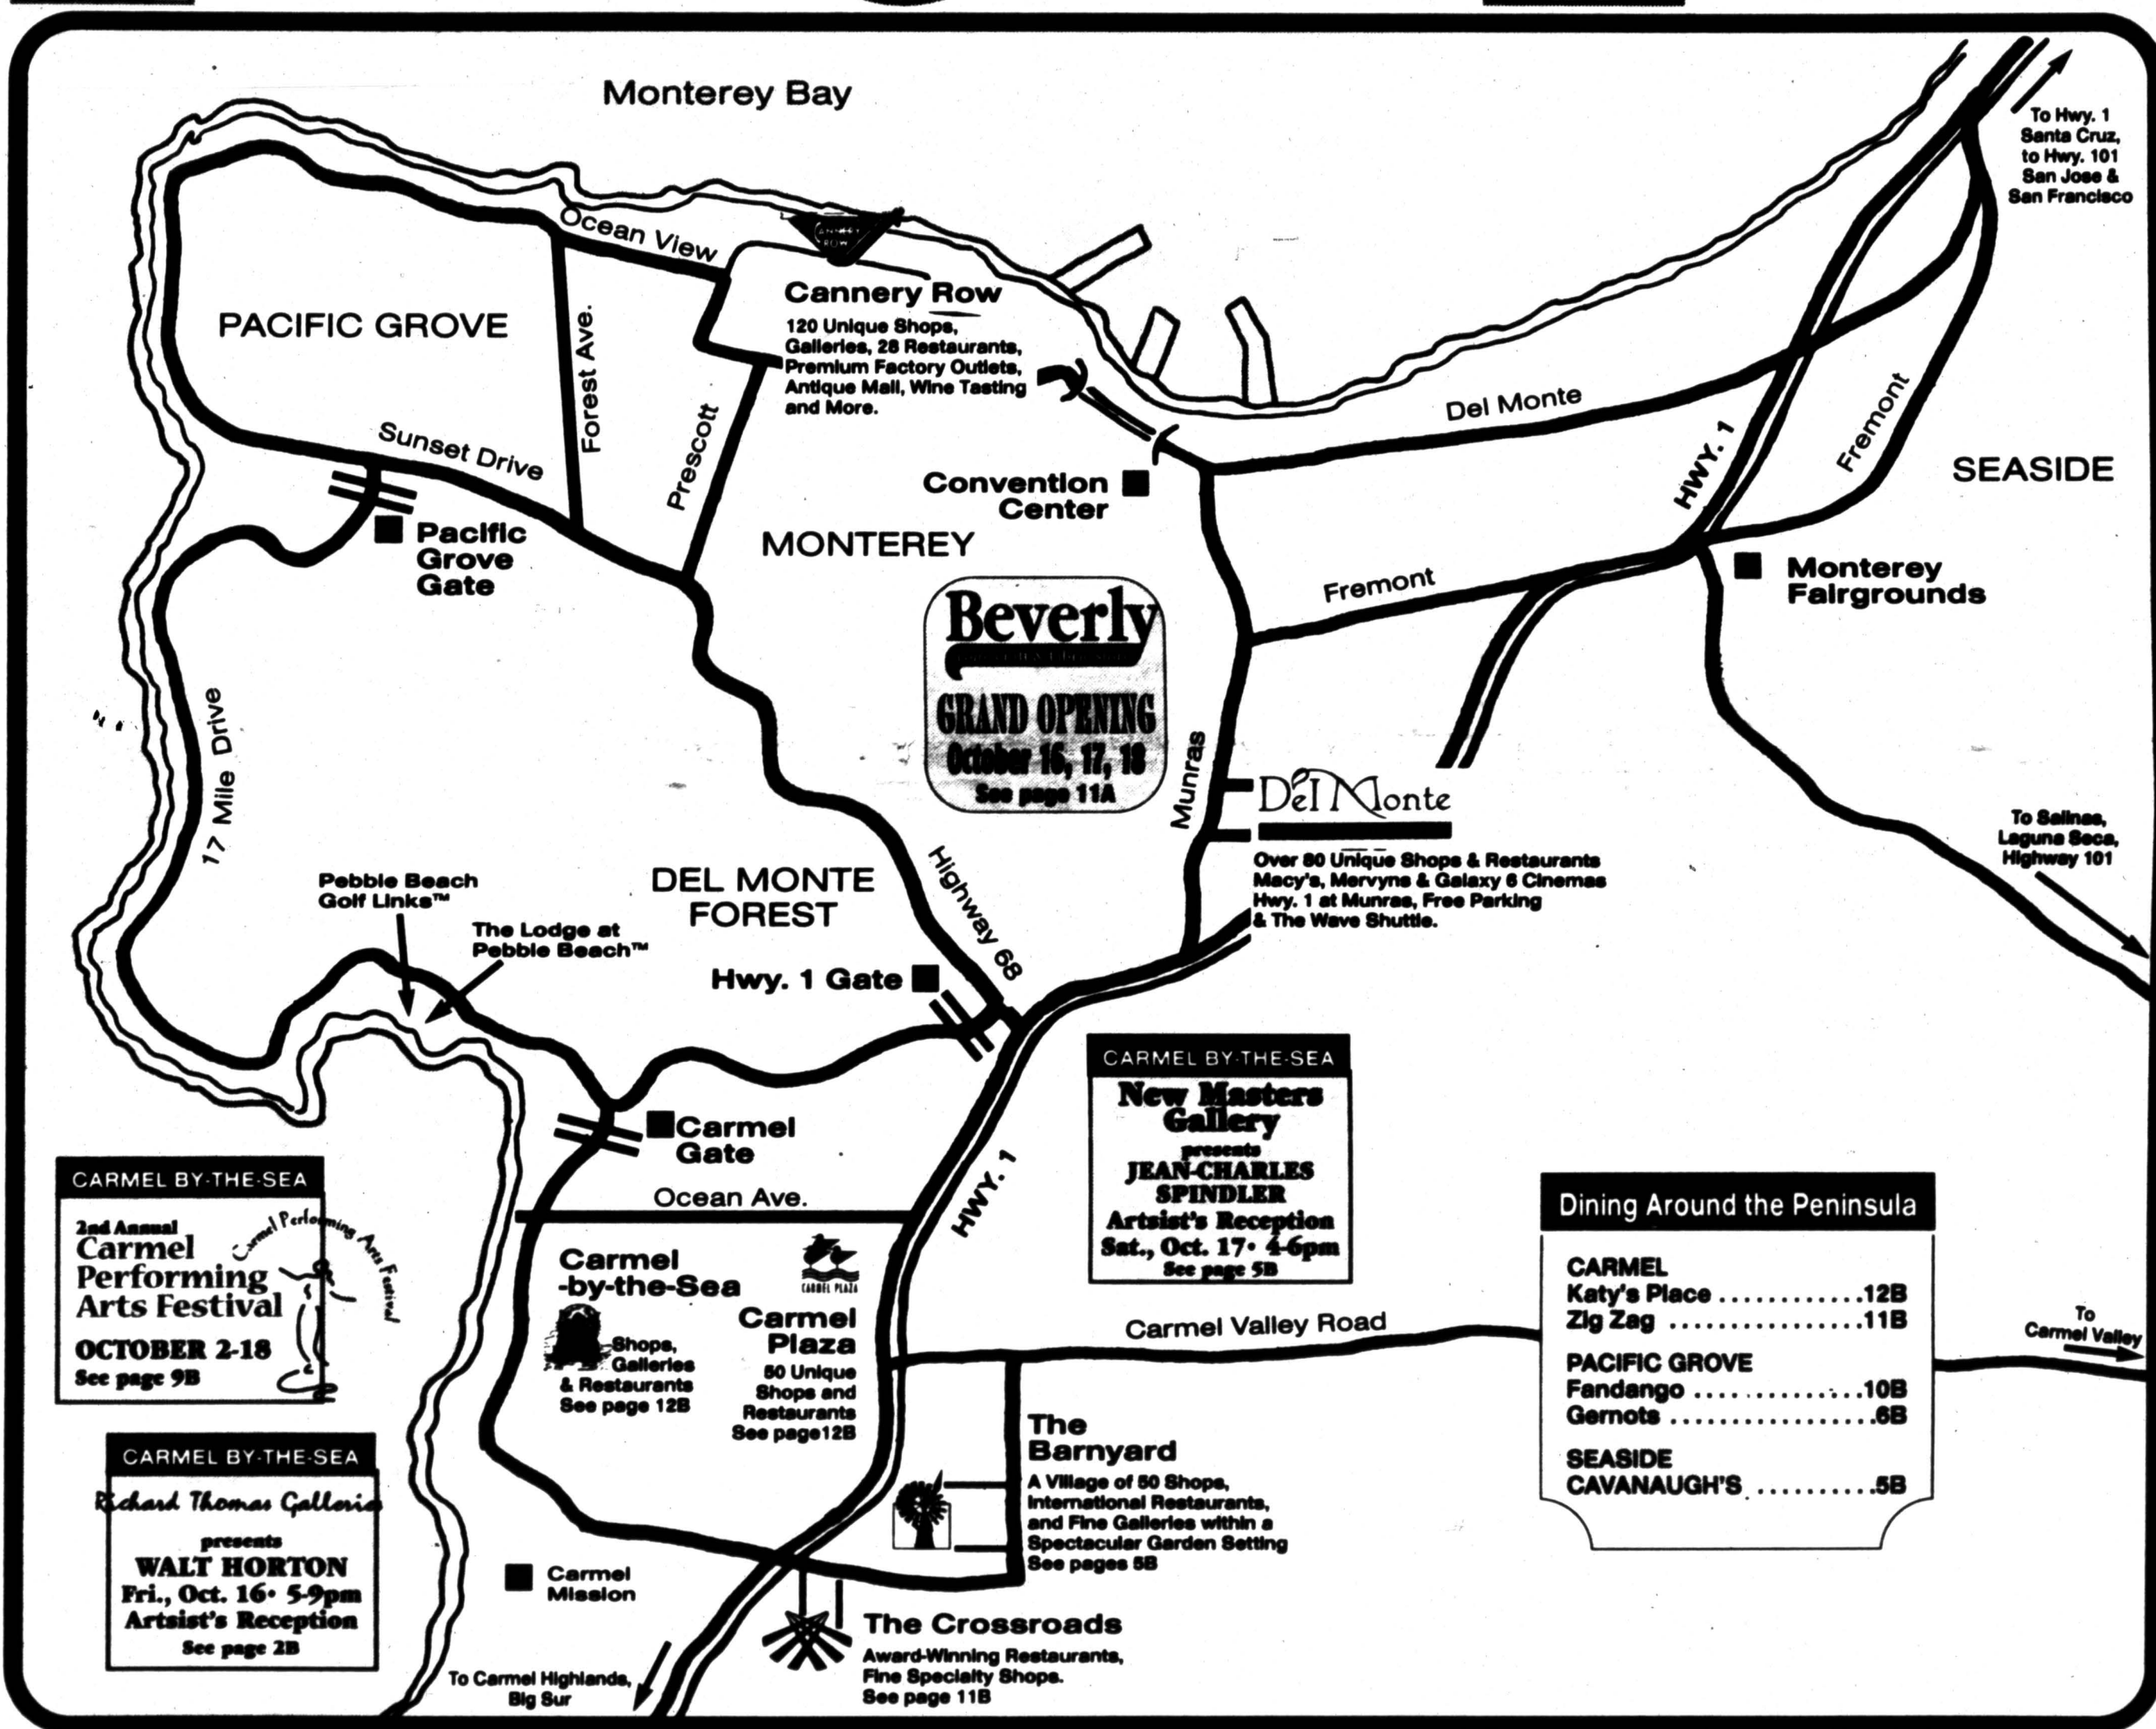 Monterey Bay
To Hwy. 1
Santa Cruz,
to Hwy. 101
San Jose &
San Francisco
Ocean View
CANNERY
ROW
Cannery Row
120 Unique Shops,
Galleries, 28 Restaurants,
Premium Factory Outlets,
Antique Mall, Wine Tasting
and More.
PACIFIC GROVE
Forest Ave.
Prescott
Sunset Drive
Del Monte
HWY. 1
Fremont
SEASIDE
Convention
Center
Pacific
Grove
Gate
MONTEREY
Fremont
Monterey
Fairgrounds
Beverly
GRAND OPENING
October 16, 17, 18
See page 11A
17 Mile Drive
Munras
Del Monte
Over 80 Unique Shops & Restaurants
Macy's, Mervyns & Galaxy 6 Cinemas
Hwy. 1 at Munras, Free Parking
& The Wave Shuttle.
To Salinas,
Laguna Seca,
Highway 101
Pebble Beach
Golf Links™
The Lodge at
Pebble Beach™
DEL MONTE
FOREST
Highway 68
Hwy. 1 Gate
Carmel
Gate
Ocean Ave.
HWY. 1
CARMEL BY-THE-SEA
New Masters
Gallery
presents
JEAN-CHARLES
SPINDLER
Artsist's Reception
Sat., Oct. 17• 4-6pm
See page 5B
CARMEL BY-THE-SEA
2nd Annual
Carmel
Performing
Arts Festival
OCTOBER 2-18
See page 9B
Carmel Performing Arts Festival
Carmel
-by-the-Sea
Shops,
Galleries
& Restaurants
See page 12B
CARMEL PLAZA
Carmel
Plaza
50 Unique
Shops and
Restaurants
See page12B
Carmel Valley Road
Dining Around the Peninsula
CARMEL
Katy's Place ............12B
Zig Zag .................11B
PACIFIC GROVE
Fandango ...............10B
Gernots ..................6B
SEASIDE
CAVANAUGH'S ..........5B
To
Carmel Valley
CARMEL BY-THE-SEA
Richard Thomas Galleries
presents
WALT HORTON
Fri., Oct. 16• 5-9pm
Artsist's Reception
See page 2B
The
Barnyard
A Village of 50 Shops,
International Restaurants,
and Fine Galleries within a
Spectacular Garden Setting
See pages 5B
Carmel
Mission
The Crossroads
Award-Winning Restaurants,
Fine Specialty Shops.
See page 11B
To Carmel Highlands,
Big Sur